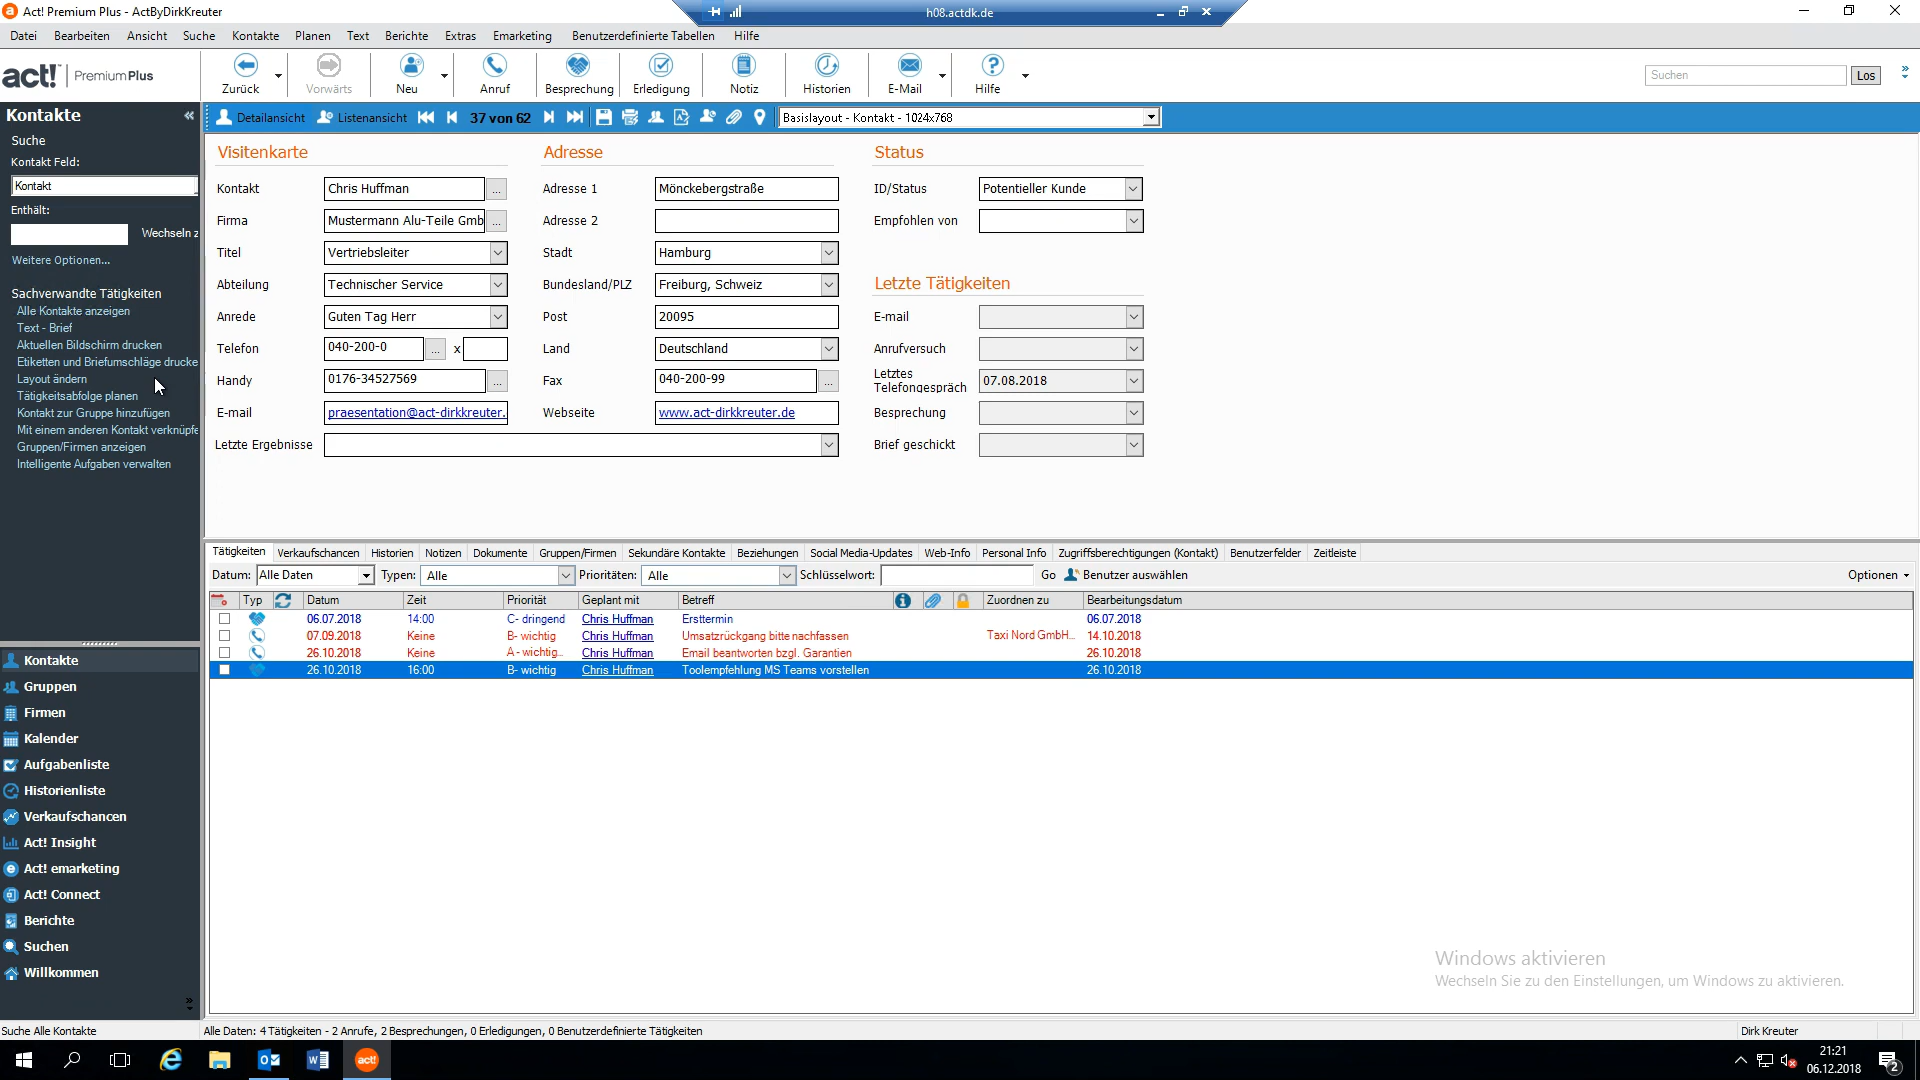 Act! Premium Plus - ActByDirkKreuter
h08.actdk.de
Datei Bearbeiten Ansicht Suche Kontakte Planen Text Berichte Extras Emarketing Benutzerdefinierte Tabellen Hilfe
act! Premium Plus
Zurück Vorwärts Neu Anruf Besprechung Erledigung Notiz Historien E-Mail Hilfe
Suchen Los
Kontakte
Suche
Kontakt Feld:
Kontakt
Enthält:
Wechseln z
Weitere Optionen...
Sachverwandte Tätigkeiten
Alle Kontakte anzeigen
Text - Brief
Aktuellen Bildschirm drucken
Etiketten und Briefumschläge drucke
Layout ändern
Tätigkeitsabfolge planen
Kontakt zur Gruppe hinzufügen
Mit einem anderen Kontakt verknüpfe
Gruppen/Firmen anzeigen
Intelligente Aufgaben verwalten
Kontakte
Gruppen
Firmen
Kalender
Aufgabenliste
Historienliste
Verkaufschancen
Act! Insight
Act! emarketing
Act! Connect
Berichte
Suchen
Willkommen
Detailansicht Listenansicht 37 von 62 Basislayout - Kontakt - 1024x768
Visitenkarte Adresse Status
Kontakt Chris Huffman ... Adresse 1 Mönckebergstraße ID/Status Potentieller Kunde
Firma Mustermann Alu-Teile Gmb ... Adresse 2 Empfohlen von
Titel Vertriebsleiter Stadt Hamburg
Abteilung Technischer Service Bundesland/PLZ Freiburg, Schweiz Letzte Tätigkeiten
Anrede Guten Tag Herr Post 20095 E-mail
Telefon 040-200-0 ... x Land Deutschland Anrufversuch
Handy 0176-34527569 ... Fax 040-200-99 ... Letztes Telefongespräch 07.08.2018
E-mail praesentation@act-dirkkreuter. Webseite www.act-dirkkreuter.de Besprechung
Letzte Ergebnisse Brief geschickt
Tätigkeiten Verkaufschancen Historien Notizen Dokumente Gruppen/Firmen Sekundäre Kontakte Beziehungen Social Media-Updates Web-Info Personal Info Zugriffsberechtigungen (Kontakt) Benutzerfelder Zeitleiste
Datum: Alle Daten Typen: Alle Prioritäten: Alle Schlüsselwort: Go Benutzer auswählen Optionen
Typ Datum Zeit Priorität Geplant mit Betreff Zuordnen zu Bearbeitungsdatum
06.07.2018 14:00 C- dringend Chris Huffman Ersttermin 06.07.2018
07.09.2018 Keine B- wichtig Chris Huffman Umsatzrückgang bitte nachfassen Taxi Nord GmbH... 14.10.2018
26.10.2018 Keine A - wichtig... Chris Huffman Email beantworten bzgl. Garantien 26.10.2018
26.10.2018 16:00 B- wichtig Chris Huffman Toolempfehlung MS Teams vorstellen 26.10.2018
Windows aktivieren
Wechseln Sie zu den Einstellungen, um Windows zu aktivieren.
Suche Alle Kontakte Alle Daten: 4 Tätigkeiten - 2 Anrufe, 2 Besprechungen, 0 Erledigungen, 0 Benutzerdefinierte Tätigkeiten Dirk Kreuter
act! 21:21
06.12.2018 2